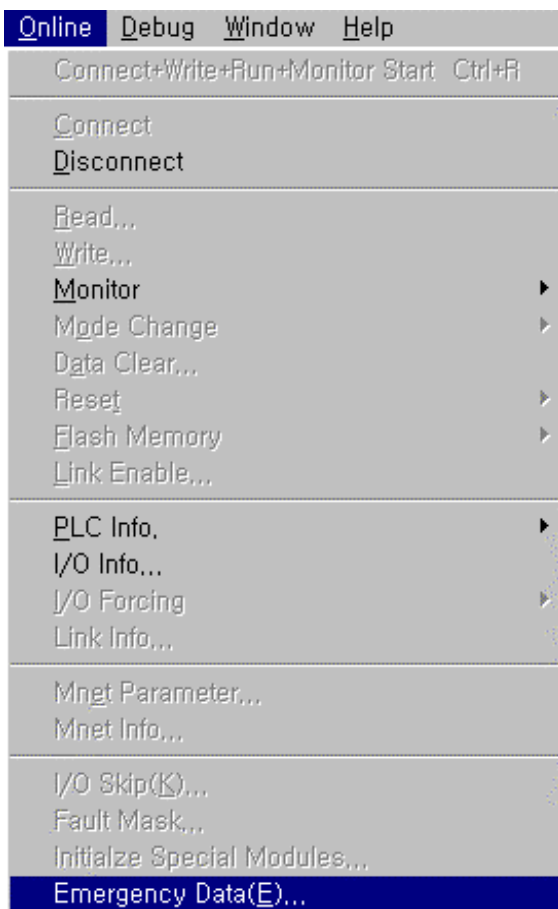 Online Debug Window Help
Connect+Write+Run+Monitor Start Ctrl+R
Connect
Disconnect
Read...
Write...
Monitor
Mode Change
Data Clear...
Reset
Flash Memory
Link Enable...
PLC Info.
I/O Info...
I/O Forcing
Link Info...
Mnet Parameter...
Mnet Info...
I/O Skip(K)...
Fault Mask...
Initialze Special Modules...
Emergency Data(E)...